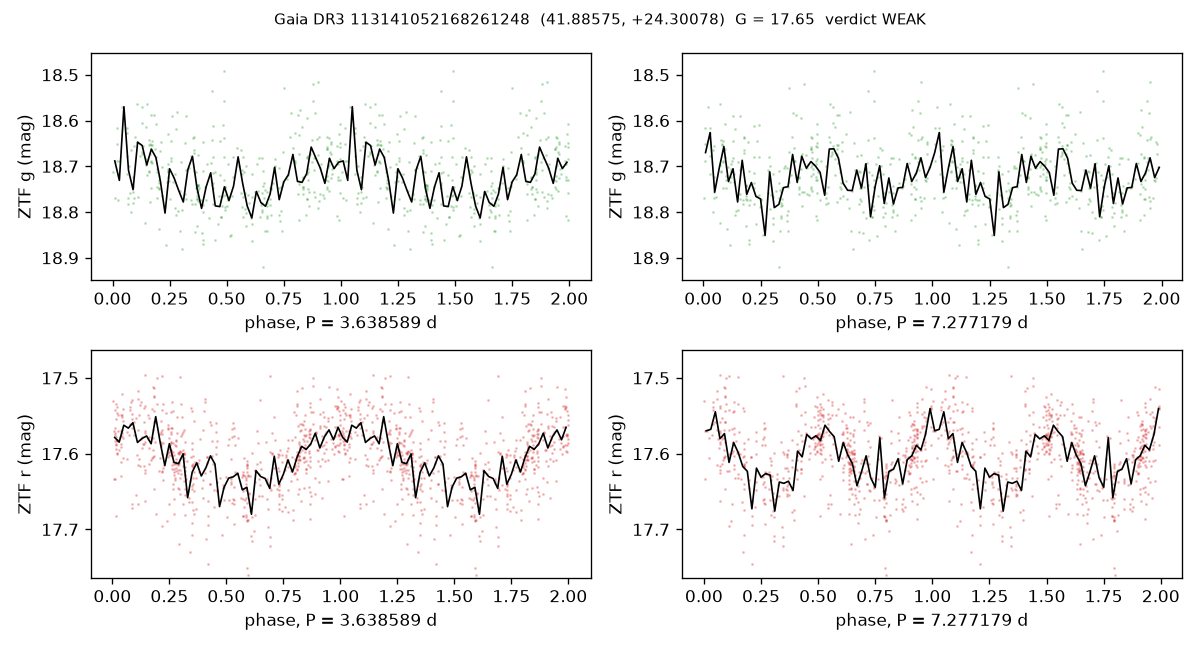 Gaia DR3 113141052168261248 (41.88575, +24.30078) G = 17.65 verdict WEAK
ZTF g (mag)
18.5
18.6
18.7
18.8
18.9
0.00 0.25 0.50 0.75 1.00 1.25 1.50 1.75 2.00
phase, P = 3.638589 d
ZTF g (mag)
18.5
18.6
18.7
18.8
18.9
0.00 0.25 0.50 0.75 1.00 1.25 1.50 1.75 2.00
phase, P = 7.277179 d
ZTF r (mag)
17.5
17.6
17.7
0.00 0.25 0.50 0.75 1.00 1.25 1.50 1.75 2.00
phase, P = 3.638589 d
ZTF r (mag)
17.5
17.6
17.7
0.00 0.25 0.50 0.75 1.00 1.25 1.50 1.75 2.00
phase, P = 7.277179 d